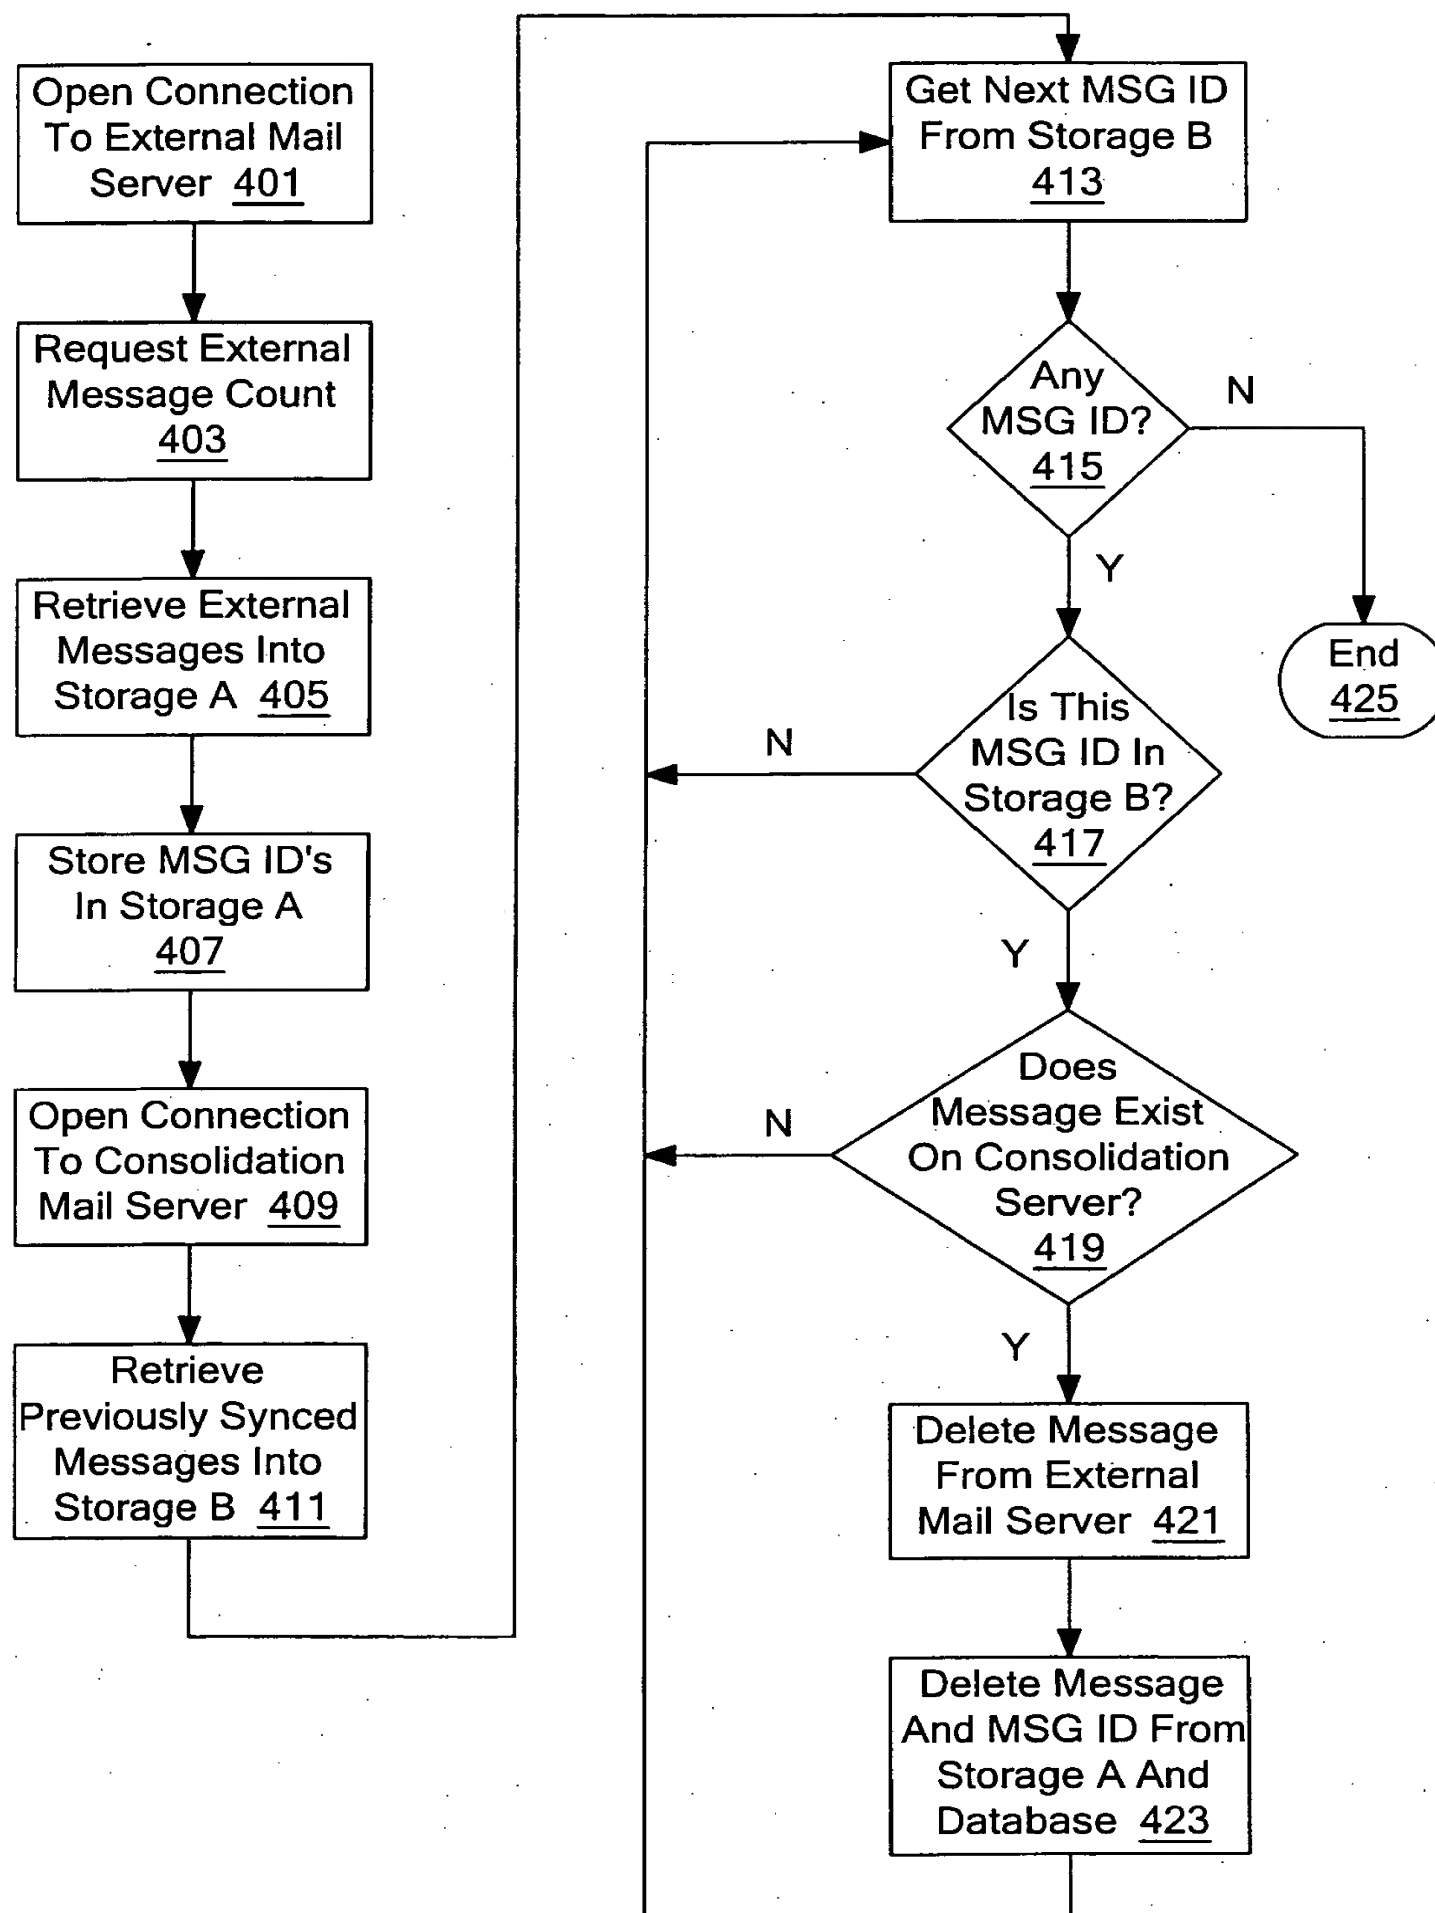 Open Connection
To External Mail
Server 401
Request External
Message Count
403
Retrieve External
Messages Into
Storage A 405
Store MSG ID's
In Storage A
407
Open Connection
To Consolidation
Mail Server 409
Retrieve
Previously Synced
Messages Into
Storage B 411
Get Next MSG ID
From Storage B
413
Any
MSG ID?
415
N
Y
End
425
Is This
MSG ID In
Storage B?
417
N
Y
Does
Message Exist
On Consolidation
Server?
419
N
Y
Delete Message
From External
Mail Server 421
Delete Message
And MSG ID From
Storage A And
Database 423